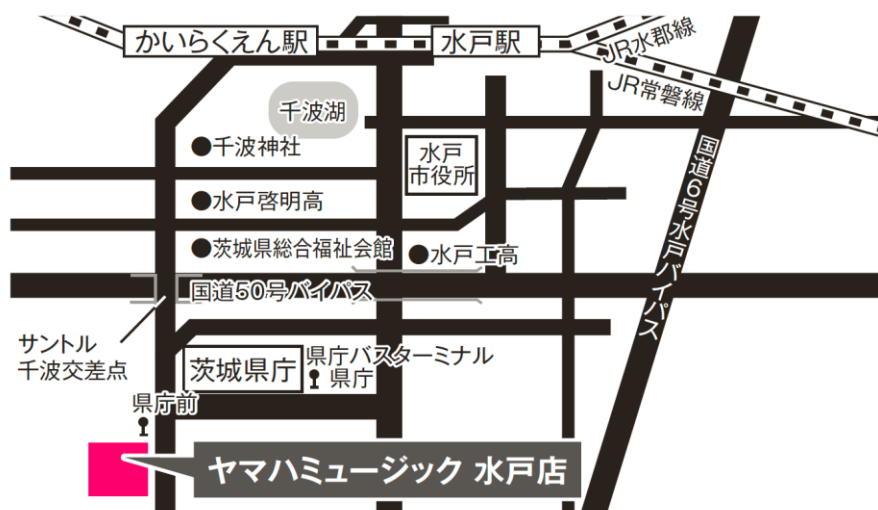 かいらくえん駅
水戸駅
JR水郡線
JR常磐線
千波湖
●千波神社
水戸
市役所
国道6号水戸バイパス
●水戸啓明高
●茨城県総合福祉会館
●水戸工高
国道50号バイパス
サントル
千波交差点
茨城県庁
県庁バスターミナル
県庁
県庁前
ヤマハミュージック 水戸店